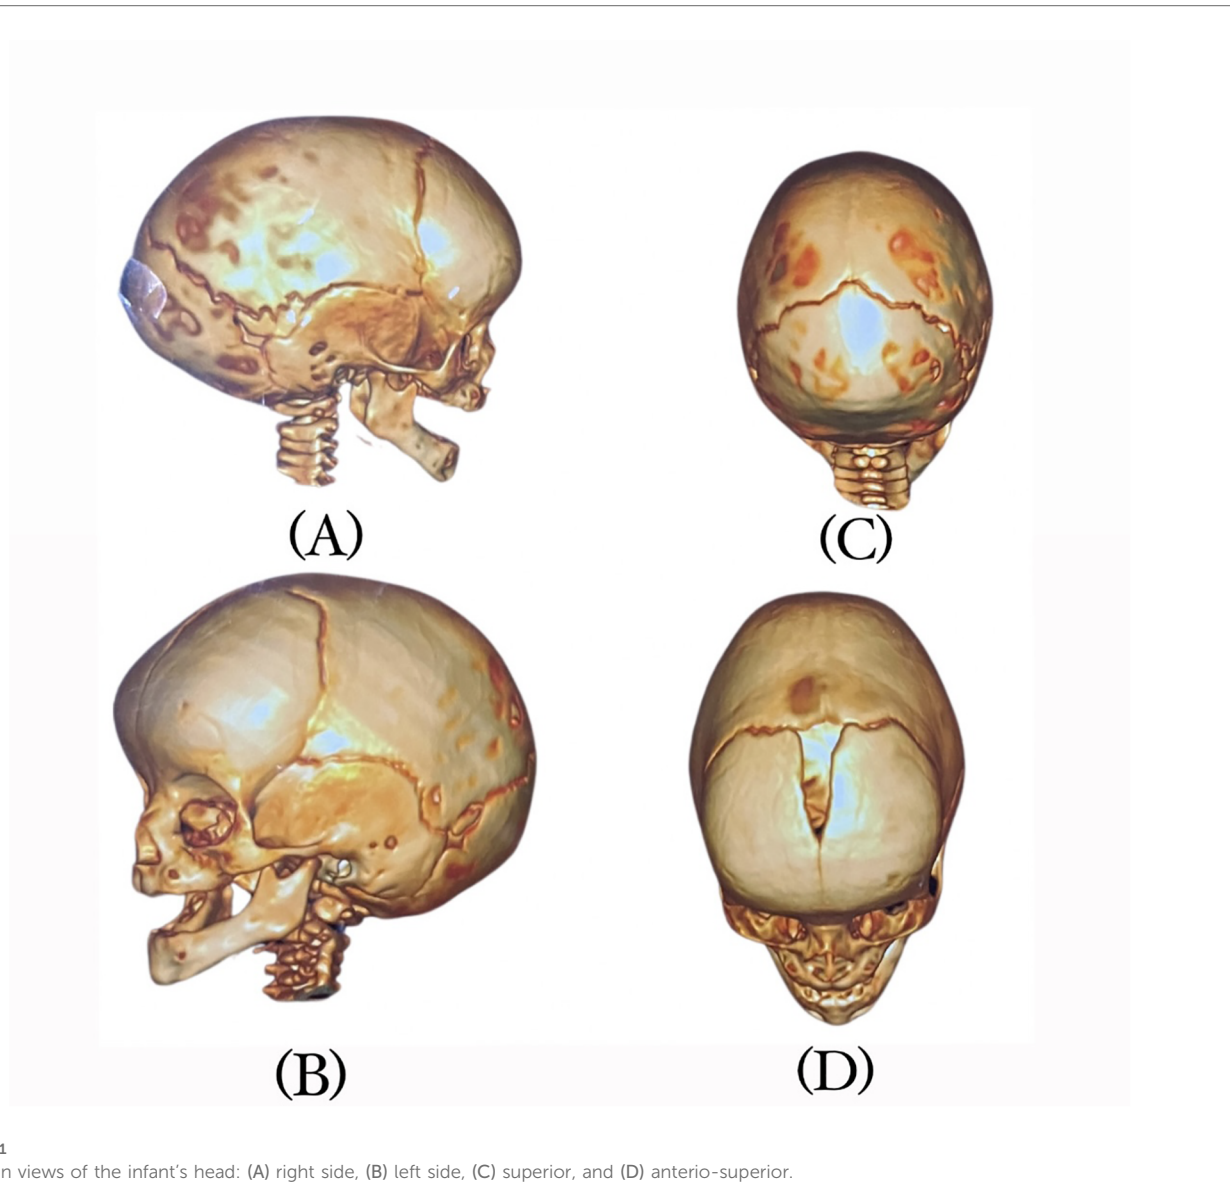 (A)
(C)
(B)
(D)
1
n views of the infant's head: (A) right side, (B) left side, (C) superior, and (D) anterio-superior.